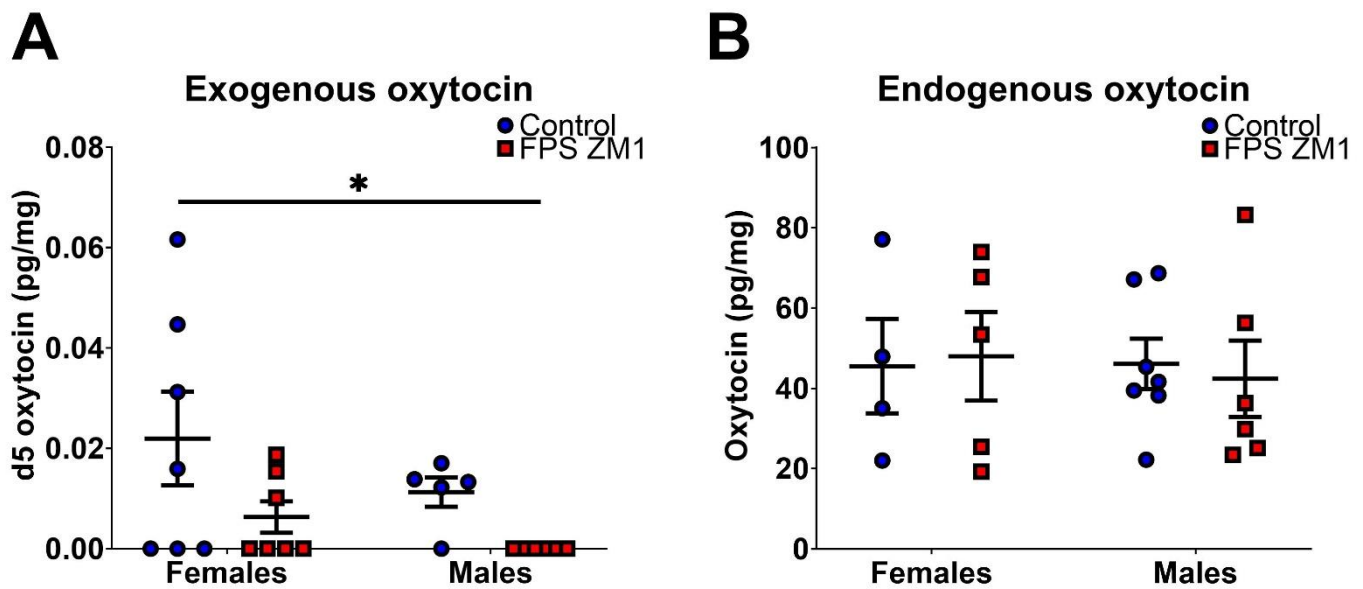 A
Exogenous oxytocin
Control
FPS ZM1
*
d5 oxytocin (pg/mg)
0.08
0.06
0.04
0.02
0.00
Females
Males
B
Endogenous oxytocin
Control
FPS ZM1
Oxytocin (pg/mg)
100
80
60
40
20
0
Females
Males